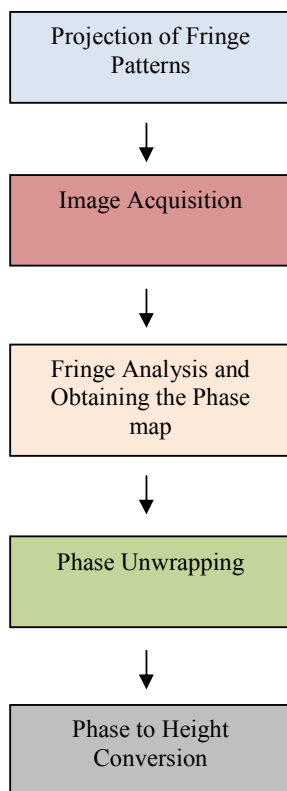 Projection of Fringe
Patterns
Image Acquisition
Fringe Analysis and
Obtaining the Phase
map
Phase Unwrapping
Phase to Height
Conversion